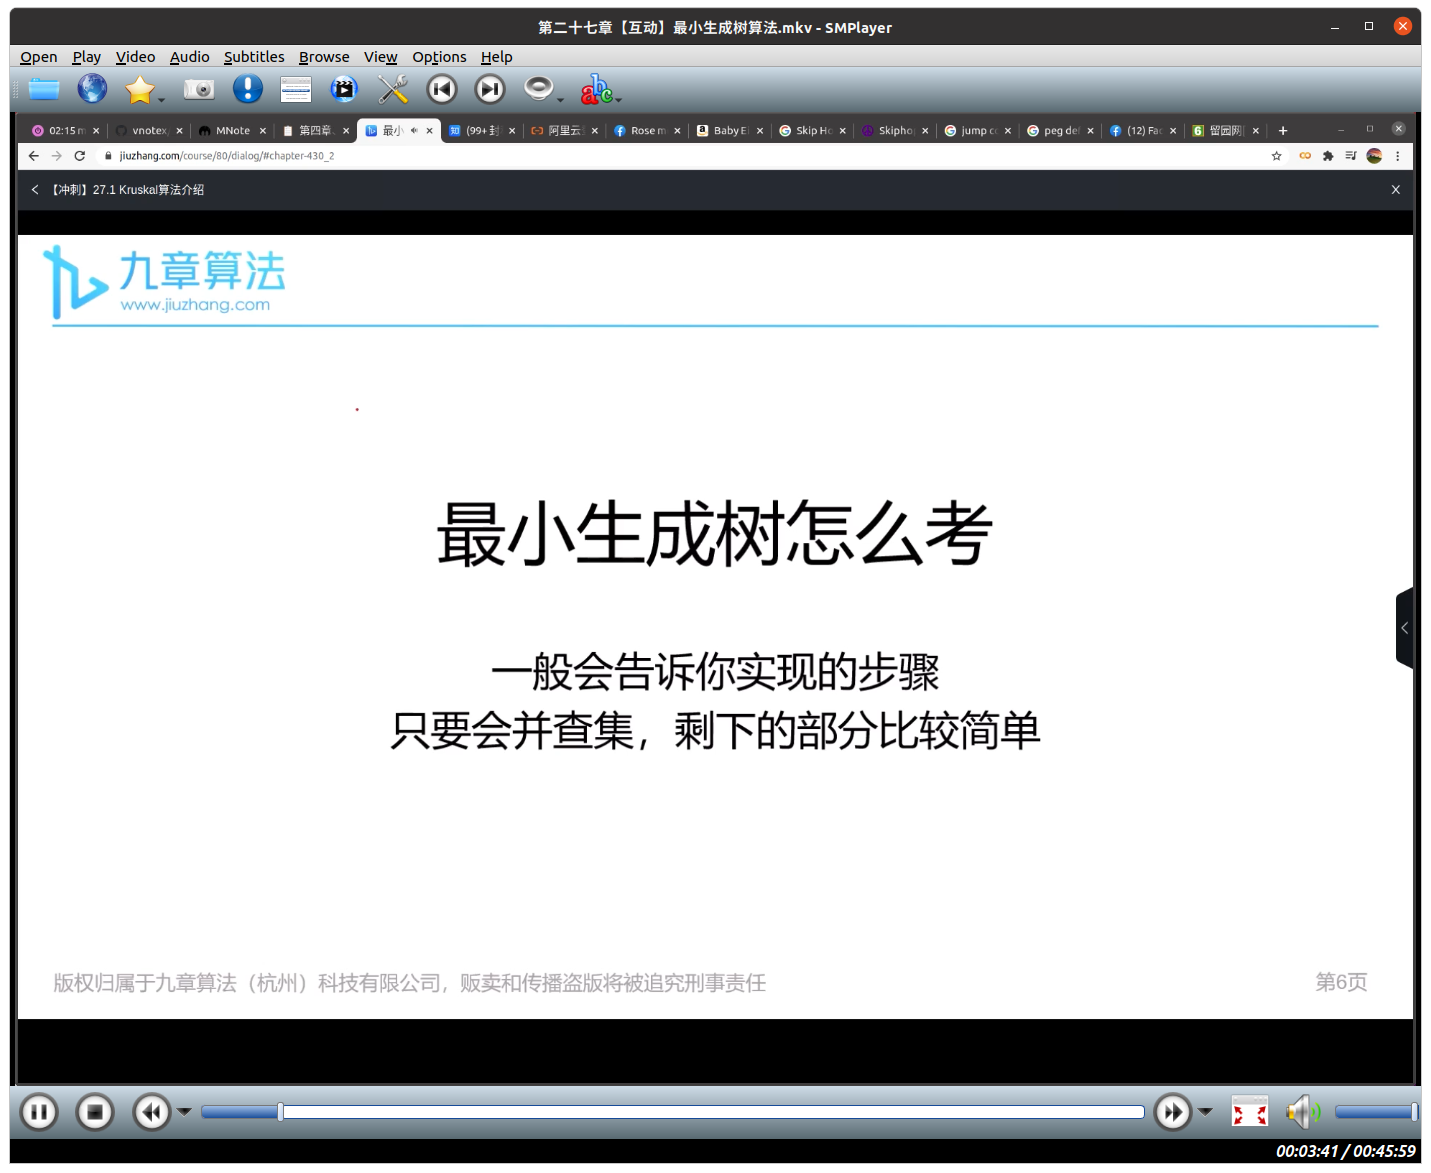 第二十七章【互动】最小生成树算法.mkv - SMPlayer
Open Play Video Audio Subtitles Browse View Options Help
02:15 m vnotex MNote 第四章 最小 (99+ 封 阿里云 Rose m Baby Ei Skip Ho Skiphop jump co peg def (12) Fac 留园网
jiuzhang.com/course/80/dialog/#chapter-430_2
【冲刺】27.1 Kruskal算法介绍
九章算法
www.jiuzhang.com
最小生成树怎么考
一般会告诉你实现的步骤
只要会并查集，剩下的部分比较简单
版权归属于九章算法（杭州）科技有限公司，贩卖和传播盗版将被追究刑事责任
第6页
00:03:41 / 00:45:59